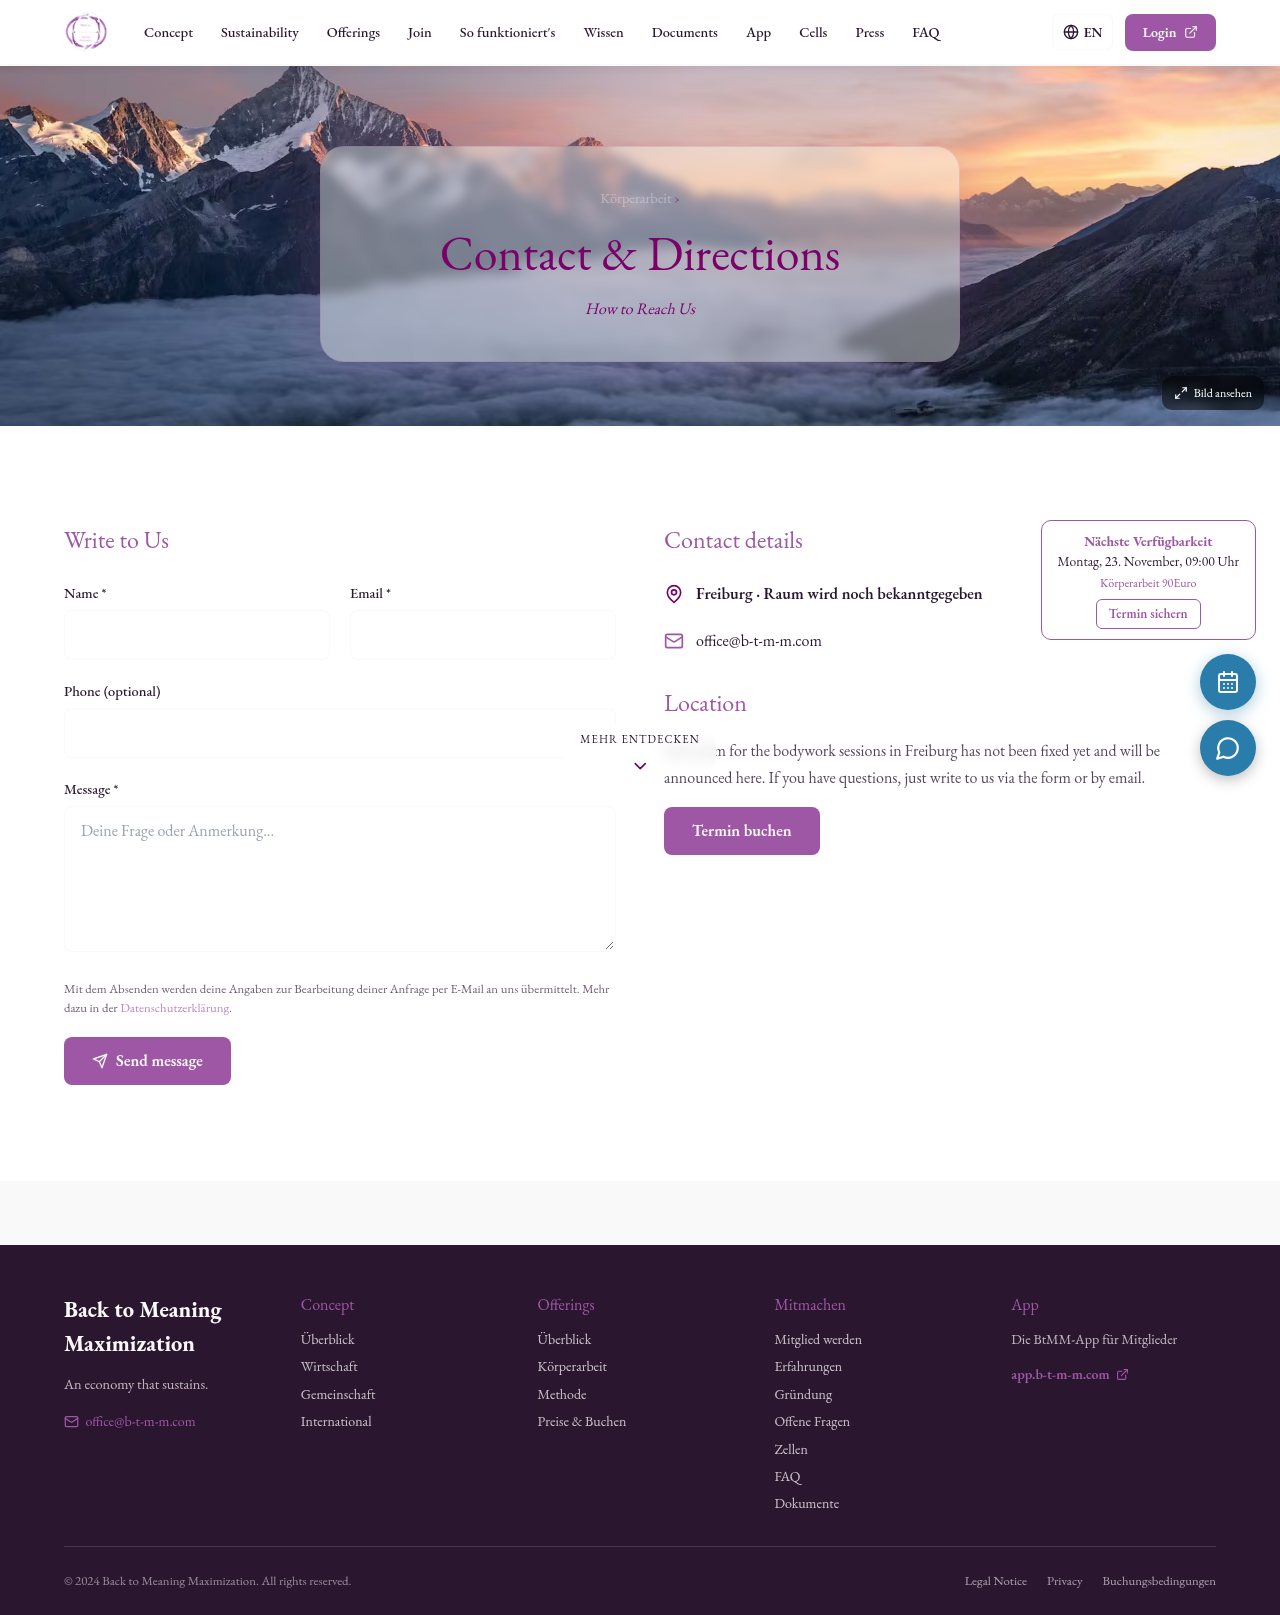 Concept
Sustainability
Offerings
Join
So funktioniert's
Wissen
Documents
App
Cells
Press
FAQ
EN
Login
Körperarbeit ›
Contact & Directions
How to Reach Us
Bild ansehen
Write to Us
Name *
Email *
Phone (optional)
Message *
Deine Frage oder Anmerkung...
Mit dem Absenden werden deine Angaben zur Bearbeitung deiner Anfrage per E-Mail an uns übermittelt. Mehr
dazu in der Datenschutzerklärung.
Send message
MEHR ENTDECKEN
Contact details
Freiburg · Raum wird noch bekanntgegeben
office@b-t-m-m.com
Location
for the bodywork sessions in Freiburg has not been fixed yet and will be
announced here. If you have questions, just write to us via the form or by email.
Termin buchen
Nächste Verfügbarkeit
Montag, 23. November, 09:00 Uhr
Körperarbeit 90Euro
Termin sichern
Back to Meaning
Maximization
An economy that sustains.
office@b-t-m-m.com
Concept
Überblick
Wirtschaft
Gemeinschaft
International
Offerings
Überblick
Körperarbeit
Methode
Preise & Buchen
Mitmachen
Mitglied werden
Erfahrungen
Gründung
Offene Fragen
Zellen
FAQ
Dokumente
App
Die BtMM-App für Mitglieder
app.b-t-m-m.com
© 2024 Back to Meaning Maximization. All rights reserved.
Legal Notice
Privacy
Buchungsbedingungen